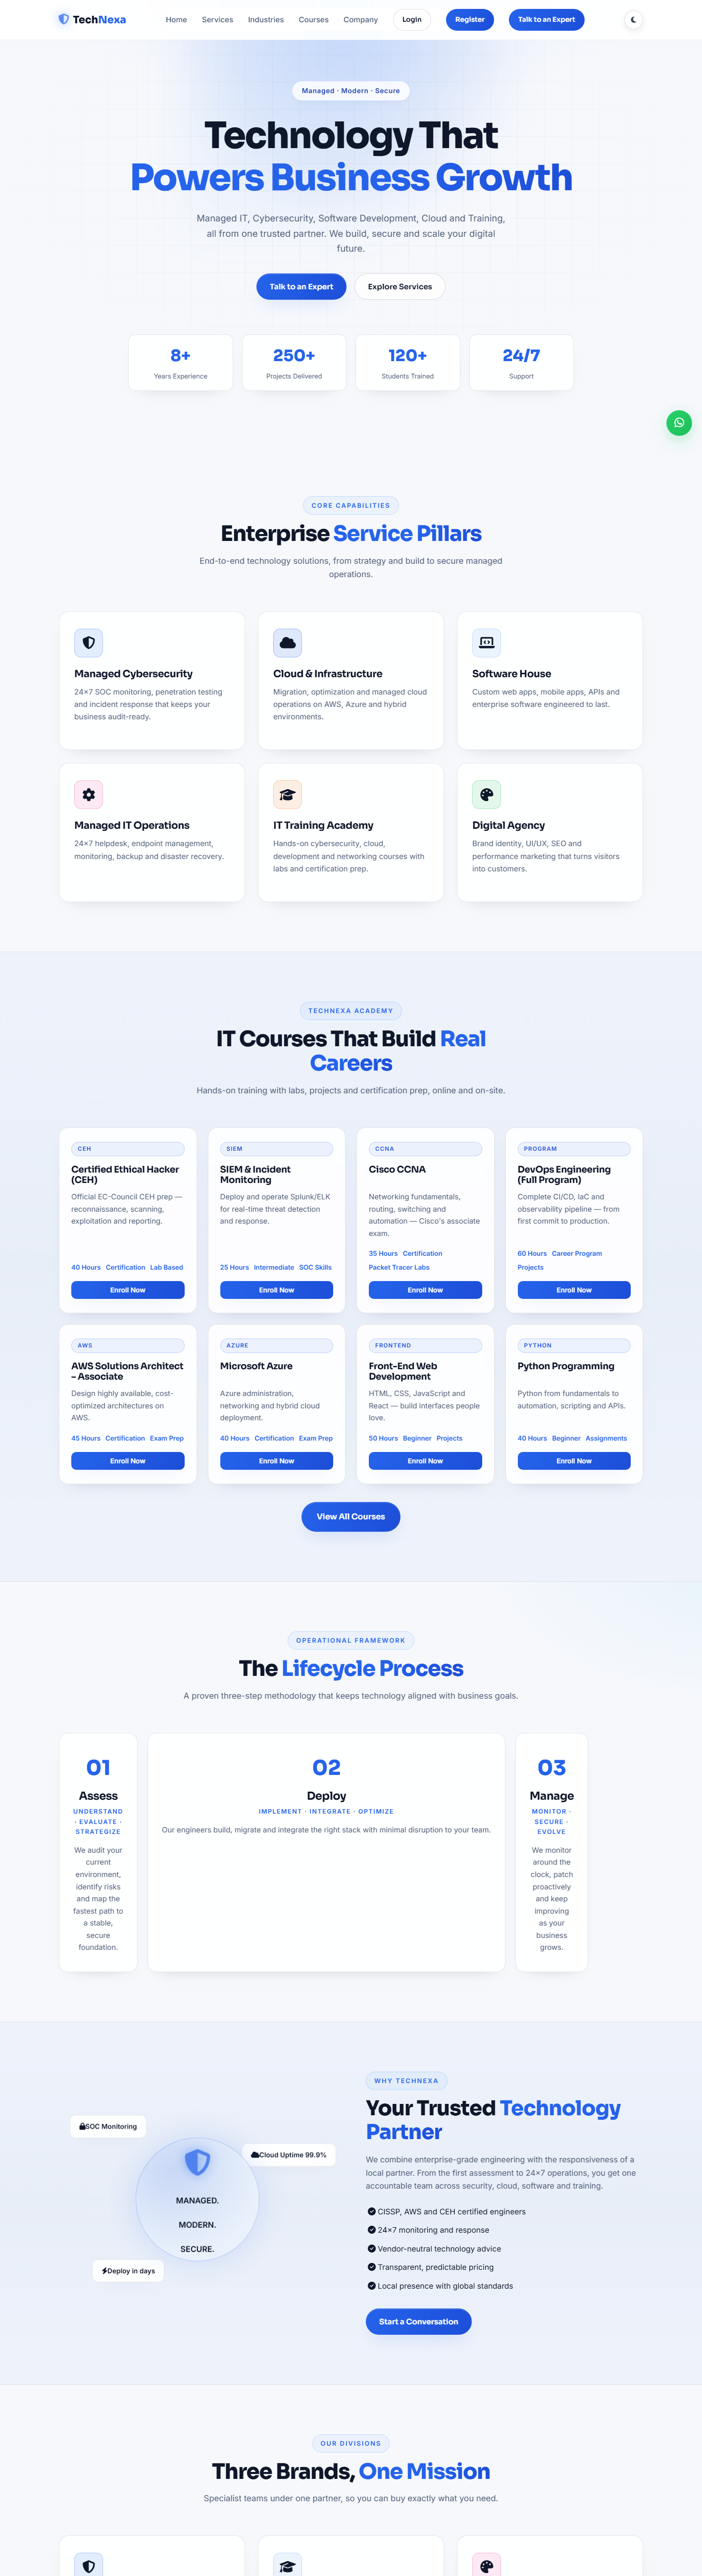 TechNexa
Home Services Industries Courses Company Login Register Talk to an Expert
Managed · Modern · Secure
Technology That
Powers Business Growth
Managed IT, Cybersecurity, Software Development, Cloud and Training,
all from one trusted partner. We build, secure and scale your digital
future.
Talk to an Expert Explore Services
8+ 250+ 120+ 24/7
Years Experience Projects Delivered Students Trained Support
CORE CAPABILITIES
Enterprise Service Pillars
End-to-end technology solutions, from strategy and build to secure managed
operations.
Managed Cybersecurity
24×7 SOC monitoring, penetration testing
and incident response that keeps your
business audit-ready.
Cloud & Infrastructure
Migration, optimization and managed cloud
operations on AWS, Azure and hybrid
environments.
Software House
Custom web apps, mobile apps, APIs and
enterprise software engineered to last.
Managed IT Operations
24×7 helpdesk, endpoint management,
monitoring, backup and disaster recovery.
IT Training Academy
Hands-on cybersecurity, cloud,
development and networking courses with
labs and certification prep.
Digital Agency
Brand identity, UI/UX, SEO and
performance marketing that turns visitors
into customers.
TECHNEXA ACADEMY
IT Courses That Build Real
Careers
Hands-on training with labs, projects and certification prep, online and on-site.
CEH
Certified Ethical Hacker
(CEH)
Official EC-Council CEH prep —
reconnaissance, scanning,
exploitation and reporting.
40 Hours Certification Lab Based
Enroll Now
SIEM
SIEM & Incident
Monitoring
Deploy and operate Splunk/ELK
for real-time threat detection
and response.
25 Hours Intermediate SOC Skills
Enroll Now
CCNA
Cisco CCNA
Networking fundamentals,
routing, switching and
automation — Cisco's associate
exam.
35 Hours Certification
Packet Tracer Labs
Enroll Now
PROGRAM
DevOps Engineering
(Full Program)
Complete CI/CD, IaC and
observability pipeline — from
first commit to production.
60 Hours Career Program
Projects
Enroll Now
AWS
AWS Solutions Architect
– Associate
Design highly available, cost-
optimized architectures on
AWS.
45 Hours Certification Exam Prep
Enroll Now
AZURE
Microsoft Azure
Azure administration,
networking and hybrid cloud
deployment.
40 Hours Certification Exam Prep
Enroll Now
FRONTEND
Front-End Web
Development
HTML, CSS, JavaScript and
React — build interfaces people
love.
50 Hours Beginner Projects
Enroll Now
PYTHON
Python Programming
Python from fundamentals to
automation, scripting and APIs.
40 Hours Beginner Assignments
Enroll Now
View All Courses
OPERATIONAL FRAMEWORK
The Lifecycle Process
A proven three-step methodology that keeps technology aligned with business goals.
01
Assess
UNDERSTAND
· EVALUATE ·
STRATEGIZE
We audit your
current
environment,
identify risks
and map the
fastest path to
a stable,
secure
foundation.
02
Deploy
IMPLEMENT · INTEGRATE · OPTIMIZE
Our engineers build, migrate and integrate the right stack with minimal disruption to your team.
03
Manage
MONITOR ·
SECURE ·
EVOLVE
We monitor
around the
clock, patch
proactively
and keep
improving
as your
business
grows.
SOC Monitoring
Cloud Uptime 99.9%
MANAGED.
MODERN.
SECURE.
Deploy in days
WHY TECHNEXA
Your Trusted Technology
Partner
We combine enterprise-grade engineering with the responsiveness of a
local partner. From the first assessment to 24×7 operations, you get one
accountable team across security, cloud, software and training.
CISSP, AWS and CEH certified engineers
24×7 monitoring and response
Vendor-neutral technology advice
Transparent, predictable pricing
Local presence with global standards
Start a Conversation
OUR DIVISIONS
Three Brands, One Mission
Specialist teams under one partner, so you can buy exactly what you need.